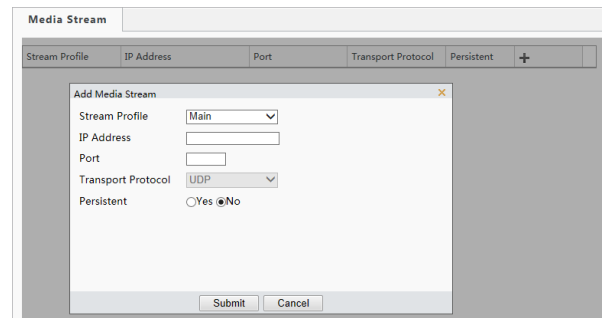 Media Stream
Stream Profile IP Address Port Transport Protocol Persistent +
Add Media Stream ×
Stream Profile Main
IP Address
Port
Transport Protocol UDP
Persistent Yes No
Submit Cancel